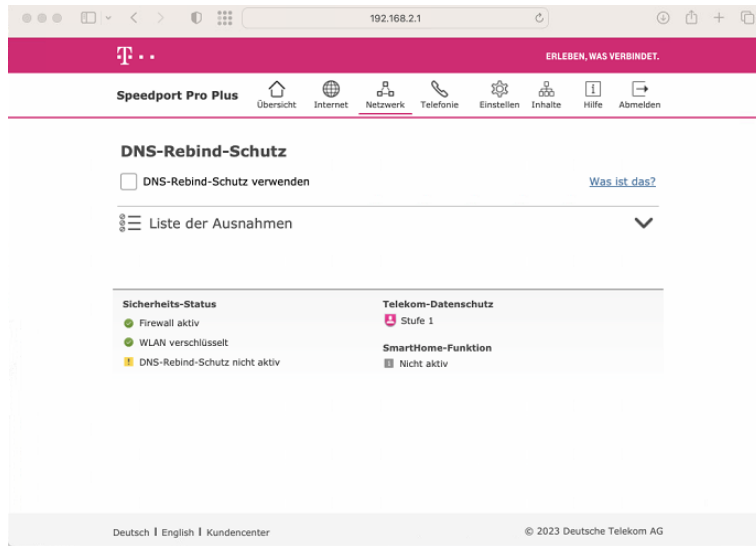 192.168.2.1
T
ERLEBEN, WAS VERBINDET.
Speedport Pro Plus
Übersicht
Internet
Netzwerk
Telefonie
Einstellen
Inhalte
Hilfe
Abmelden
DNS-Rebind-Schutz
DNS-Rebind-Schutz verwenden
Was ist das?
Liste der Ausnahmen
Sicherheits-Status
Firewall aktiv
WLAN verschlüsselt
DNS-Rebind-Schutz nicht aktiv
Telekom-Datenschutz
Stufe 1
SmartHome-Funktion
Nicht aktiv
Deutsch | English | Kundencenter
© 2023 Deutsche Telekom AG